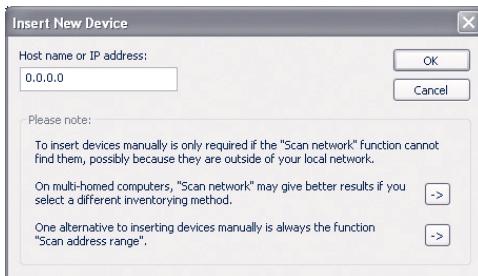 Insert New Device
Host name or IP address:
0.0.0.0
OK
Cancel
Please note:
To insert devices manually is only required if the "Scan network" function cannot
find them, possibly because they are outside of your local network.
On multi-homed computers, "Scan network" may give better results if you
select a different inventorying method.
->
One alternative to inserting devices manually is always the function
"Scan address range".
->